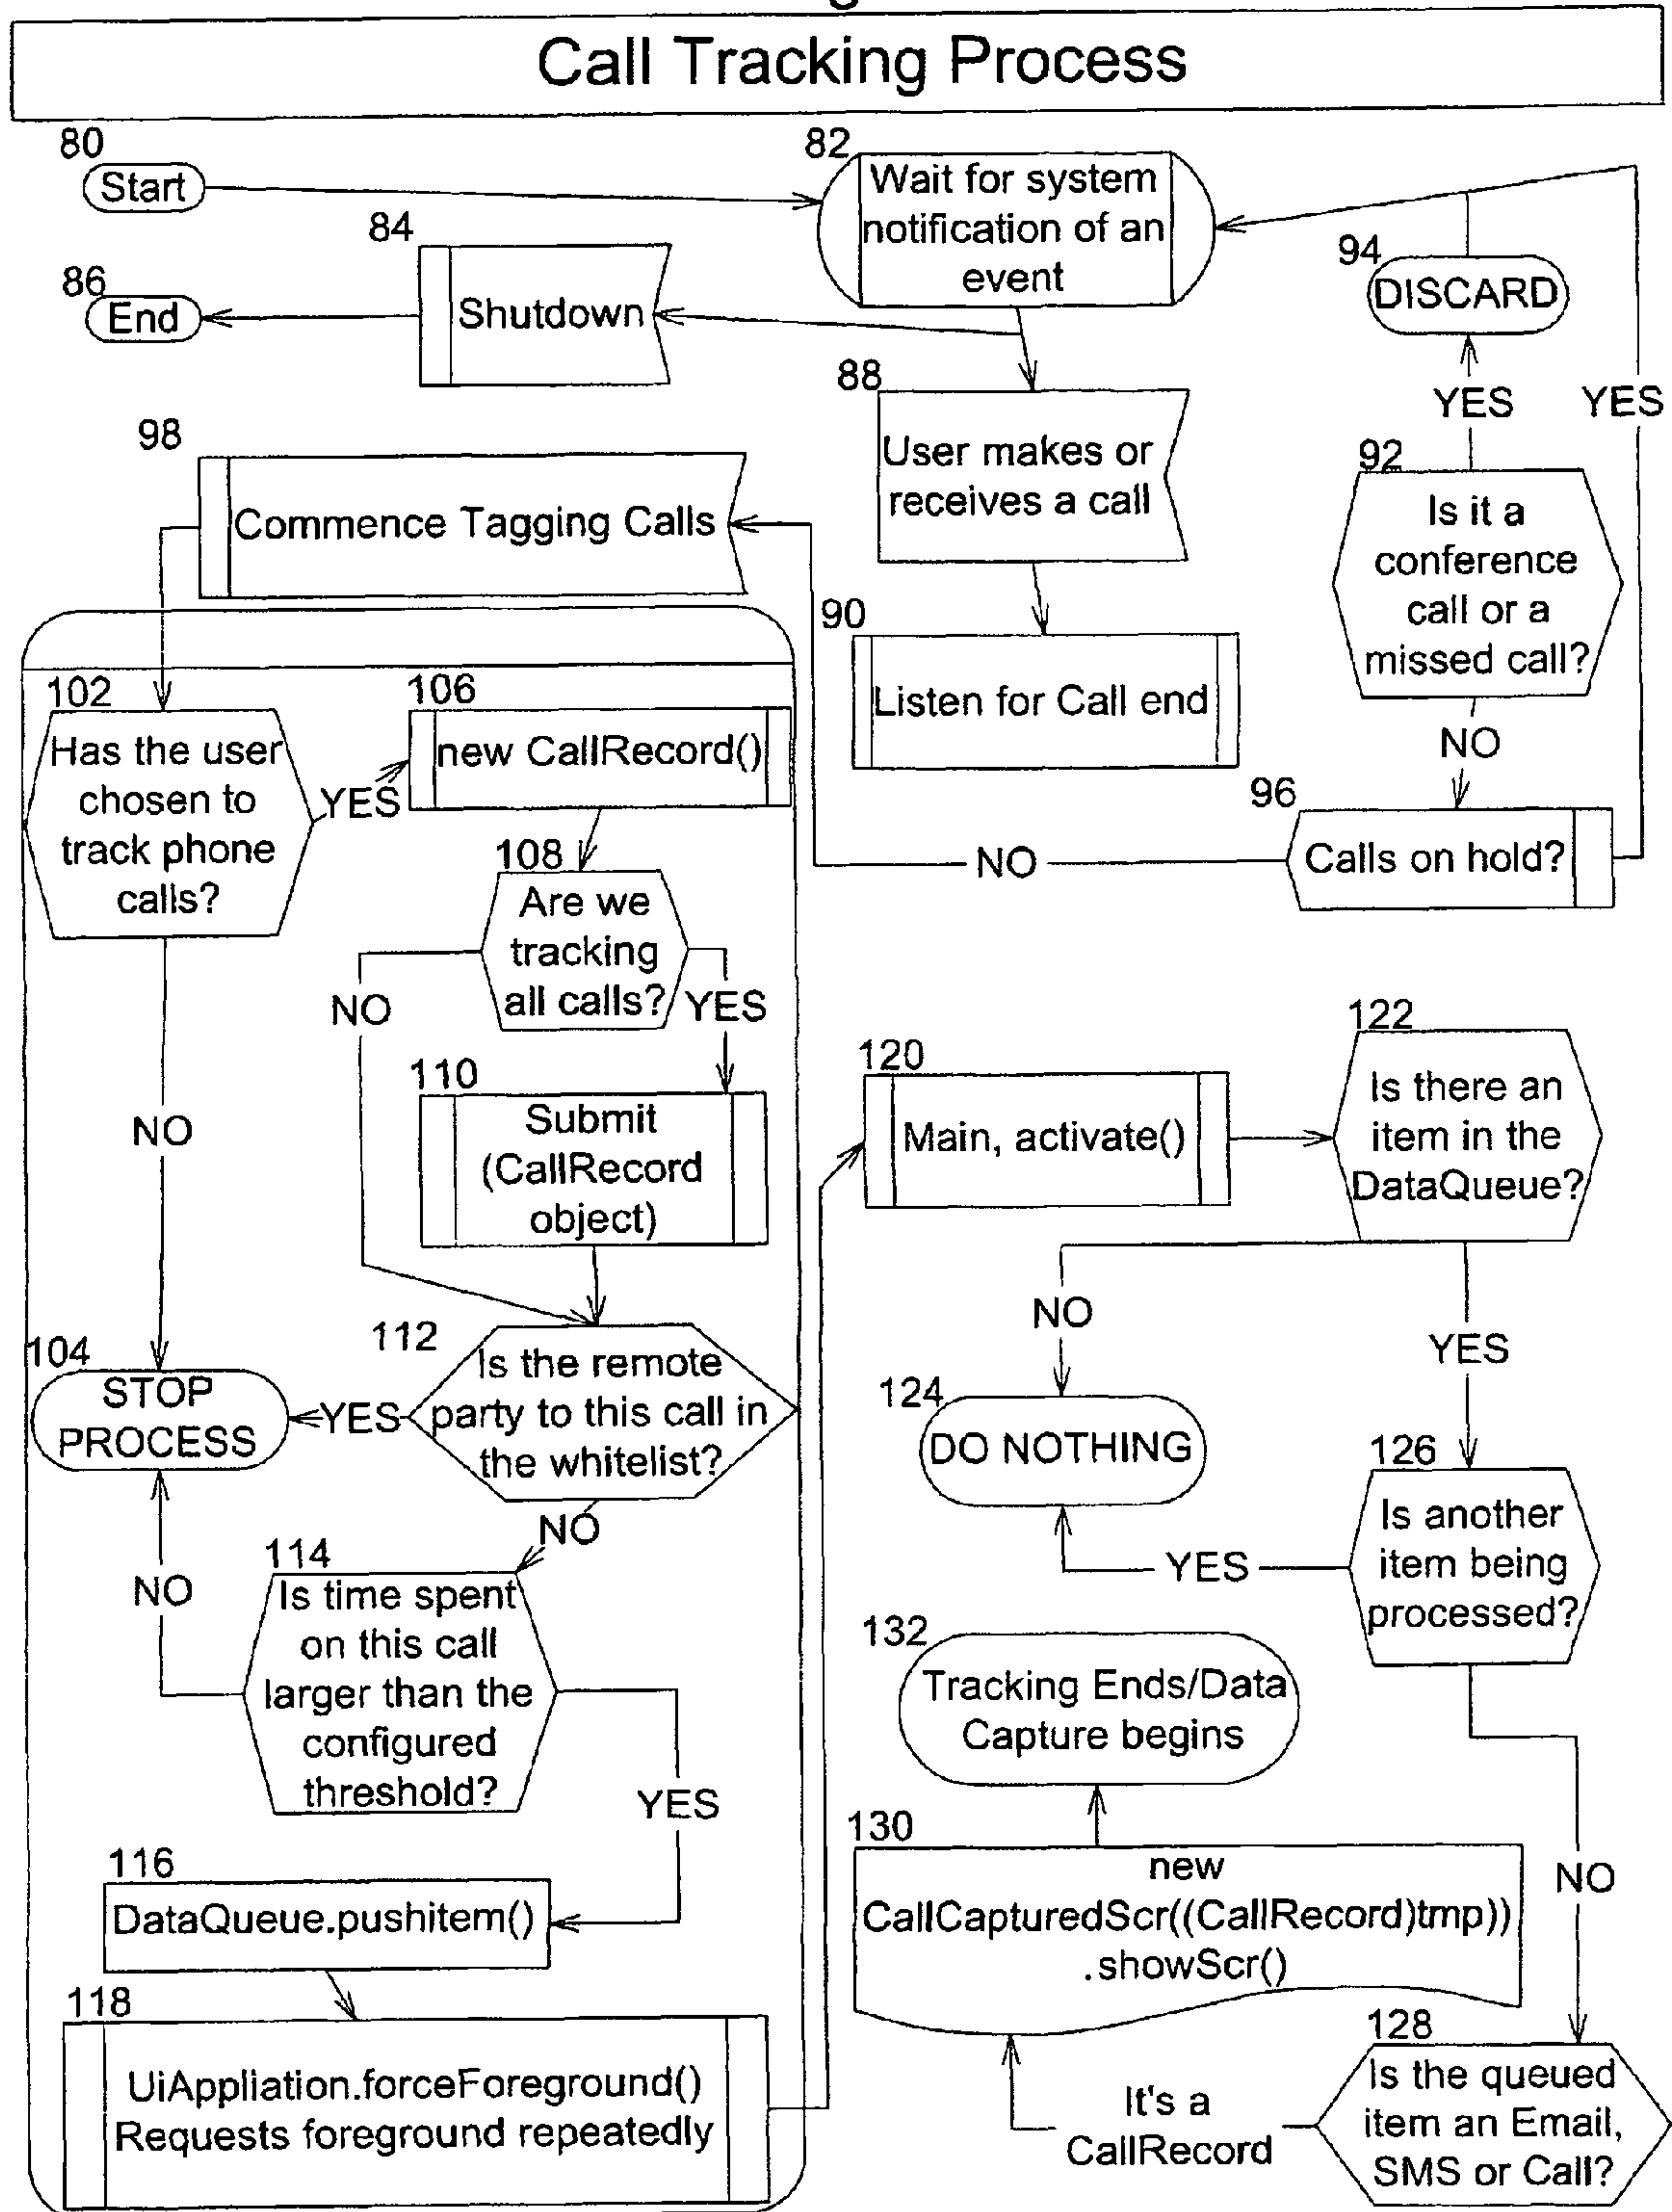 Call Tracking Process
80
Start
82
Wait for system
notification of an
event
84
Shutdown
86
End
88
User makes or
receives a call
90
Listen for Call end
94
DISCARD
YES
YES
92
Is it a
conference
call or a
missed call?
NO
96
Calls on hold?
NO
98
Commence Tagging Calls
102
Has the user
chosen to
track phone
calls?
YES
NO
106
new CallRecord()
108
Are we
tracking
all calls?
NO
YES
110
Submit
(CallRecord
object)
104
STOP
PROCESS
112
Is the remote
party to this call in
the whitelist?
YES
NO
114
Is time spent
on this call
larger than the
configured
threshold?
NO
YES
116
DataQueue.pushitem()
118
UiAppliation.forceForeground()
Requests foreground repeatedly
120
Main, activate()
122
Is there an
item in the
DataQueue?
NO
YES
124
DO NOTHING
126
Is another
item being
processed?
YES
NO
132
Tracking Ends/Data
Capture begins
130
new
CallCapturedScr((CallRecord)tmp))
.showScr()
128
Is the queued
item an Email,
SMS or Call?
It's a
CallRecord